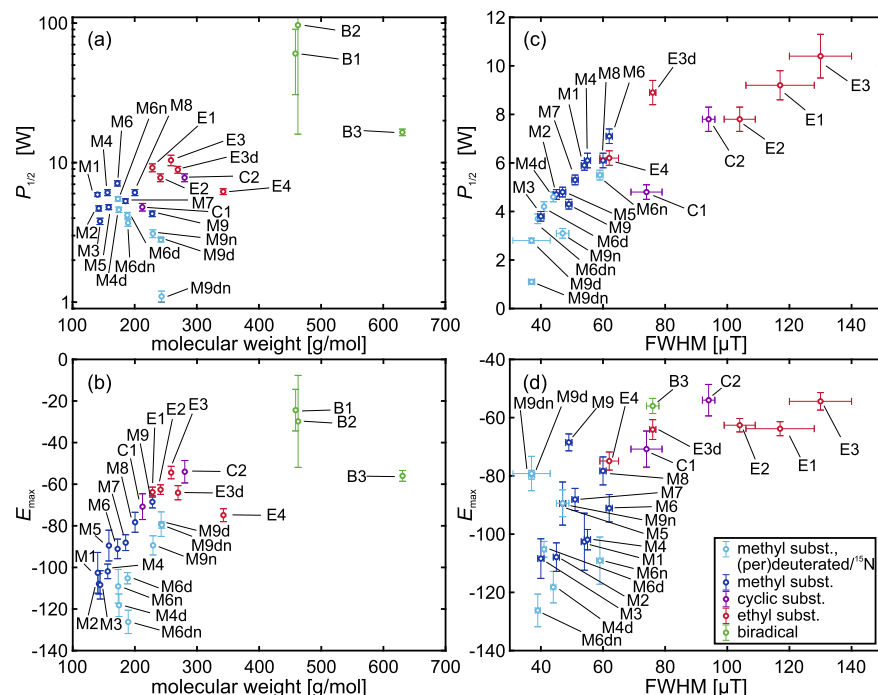 (a)
P1/2 [W]
100
10
1
100 200 300 400 500 600 700
molecular weight [g/mol]
B2
B1
B3
M8
M6n
M6
M4
M1
E1
E3
E3d
C2
E4
E2
M7
C1
M9
M9n
M9d
M9dn
M2
M3
M5
M4d
M6dn
M6d
(c)
P1/2 [W]
12
10
8
6
4
2
0
40 60 80 100 120 140
FWHM [µT]
M8 M6
E3d
M4
M1
M7
M2
M4d
M3
E3
E1
E2
C2
E4
C1
M6n
M5
M9
M6d
M6dn
M9n
M9d
M9dn
(b)
Emax
0
-20
-40
-60
-80
-100
-120
-140
100 200 300 400 500 600 700
molecular weight [g/mol]
E3
E2
E1
M9
C1
M8
M7
M6
M5
M1
B1
B2
B3
C2
E3d
E4
M9d
M9dn
M9n
M4
M6d
M6n
M4d
M6dn
M2 M3
(d)
Emax
-40
-60
-80
-100
-120
-140
40 60 80 100 120 140
FWHM [µT]
M9dn
M9d
M9
E4
B3
C2
E3d
C1
E2
E1
E3
M8
M7
M6
M9n
M5
M4
M1
M6n
M6d
M2
M3
M4d
M6dn
methyl subst.,
(per)deuterated/15N
methyl subst.
cyclic subst.
ethyl subst.
biradical